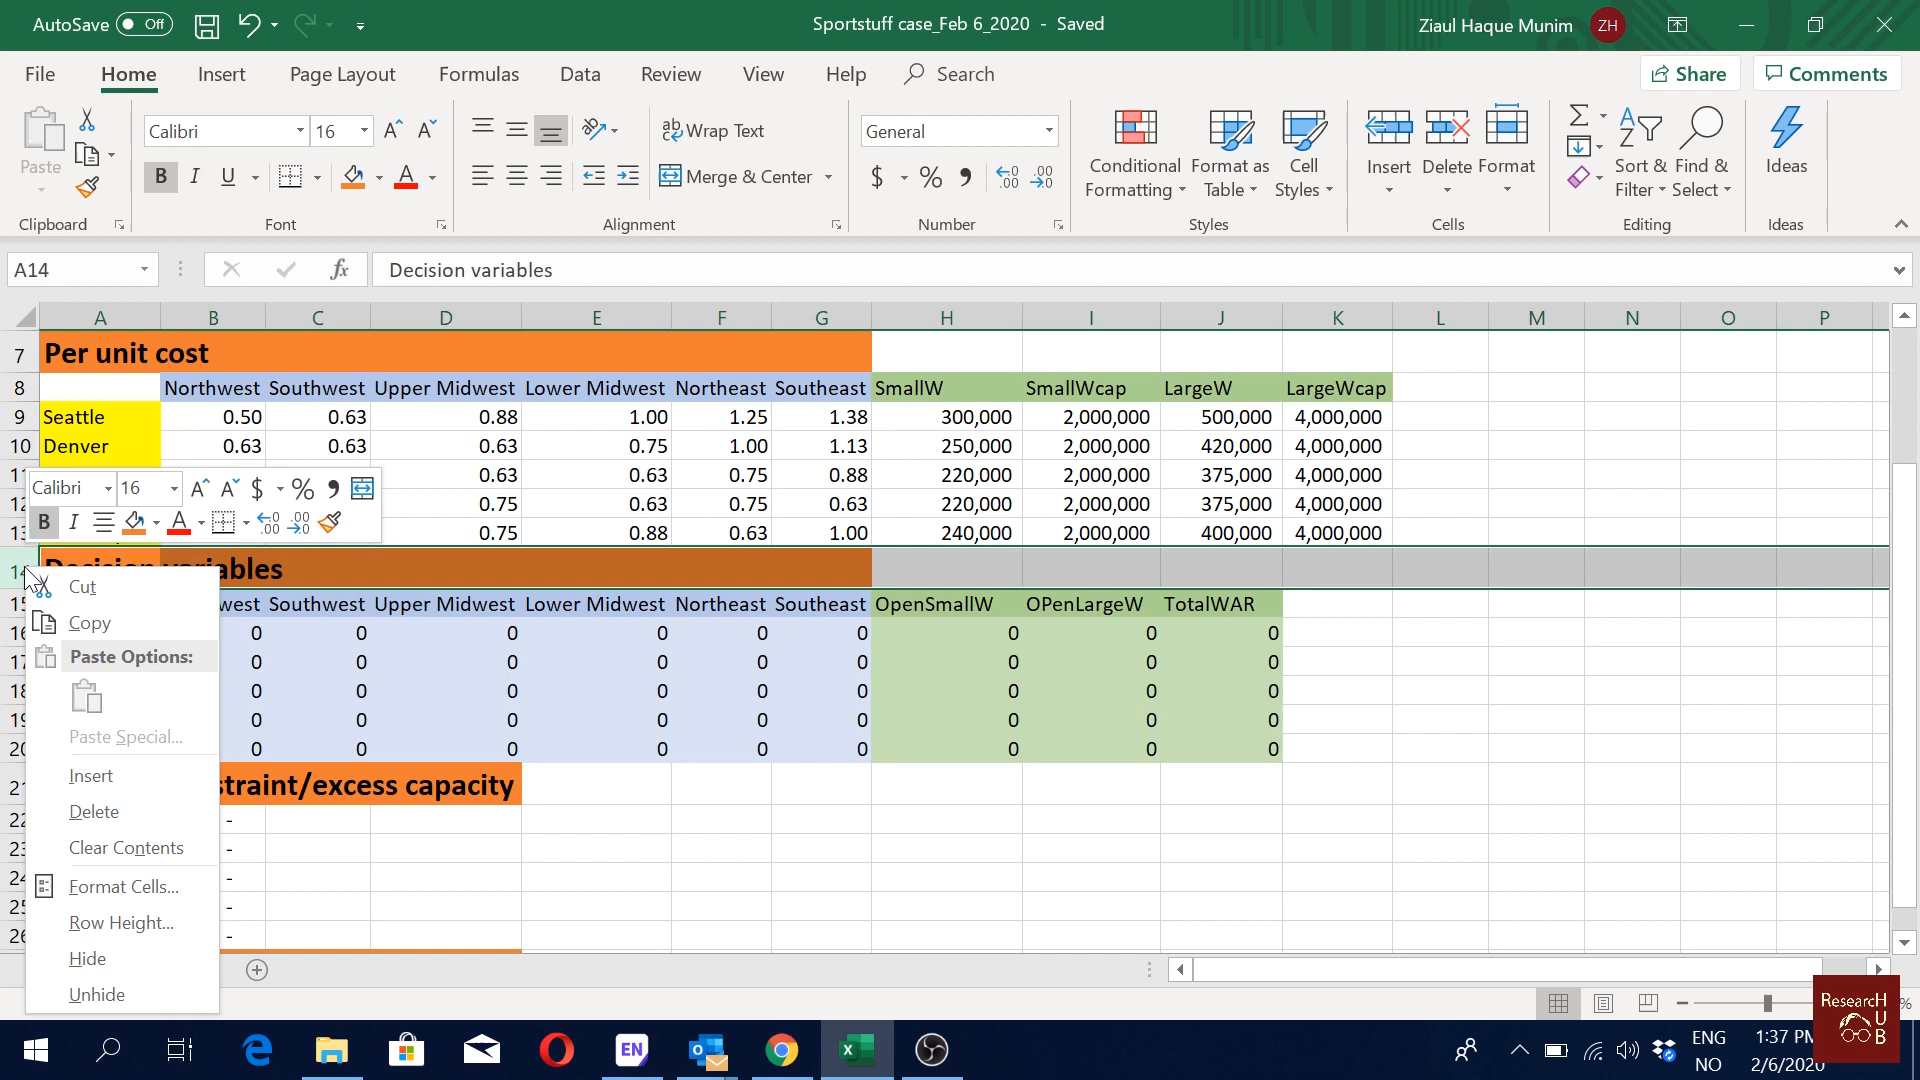 AutoSave Off Sportstuff case_Feb 6_2020 - Saved Ziaul Haque Munim ZH
File Home Insert Page Layout Formulas Data Review View Help Search Share Comments
Paste Calibri 16 Wrap Text General Conditional Formatting Format as Table Cell Styles Insert Delete Format Sort & Filter Find & Select Ideas
B I U Merge & Center $ %
Clipboard Font Alignment Number Styles Cells Editing Ideas
A14 fx Decision variables
A B C D E F G H I J K L M N O P
7 Per unit cost
8 Northwest Southwest Upper Midwest Lower Midwest Northeast Southeast SmallW SmallWcap LargeW LargeWcap
9 Seattle 0.50 0.63 0.88 1.00 1.25 1.38 300,000 2,000,000 500,000 4,000,000
10 Denver 0.63 0.63 0.63 0.75 1.00 1.13 250,000 2,000,000 420,000 4,000,000
0.63 0.63 0.75 0.88 220,000 2,000,000 375,000 4,000,000
0.75 0.63 0.75 0.63 220,000 2,000,000 375,000 4,000,000
0.75 0.88 0.63 1.00 240,000 2,000,000 400,000 4,000,000
Calibri 16 $ %
B I
variables
Southwest Upper Midwest Lower Midwest Northeast Southeast OpenSmallW OPenLargeW TotalWAR
0 0 0 0 0 0 0 0 0
0 0 0 0 0 0 0 0 0
0 0 0 0 0 0 0 0 0
0 0 0 0 0 0 0 0 0
0 0 0 0 0 0 0 0 0
capacity
-
-
-
-
-
Cut
Copy
Paste Options:
Paste Special...
Insert
Delete
Clear Contents
Format Cells...
Row Height...
Hide
Unhide
ResearcH
U
B
EN ENG 1:37 PM
NO 2/6/2020